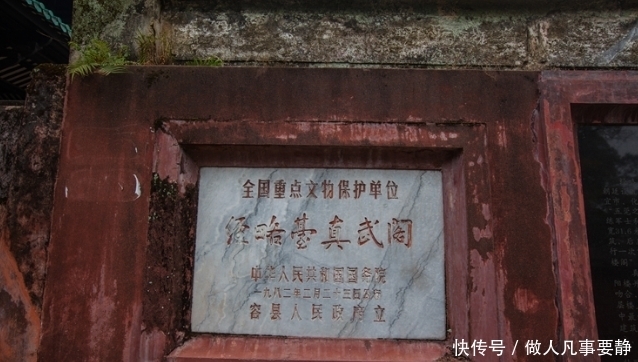 全国重点文物保护单位
经略臺真武阁
中华人民共和国国务院
一九八二年二月二十三日公布
容县人民政府立
快传号 / 做人凡事要静